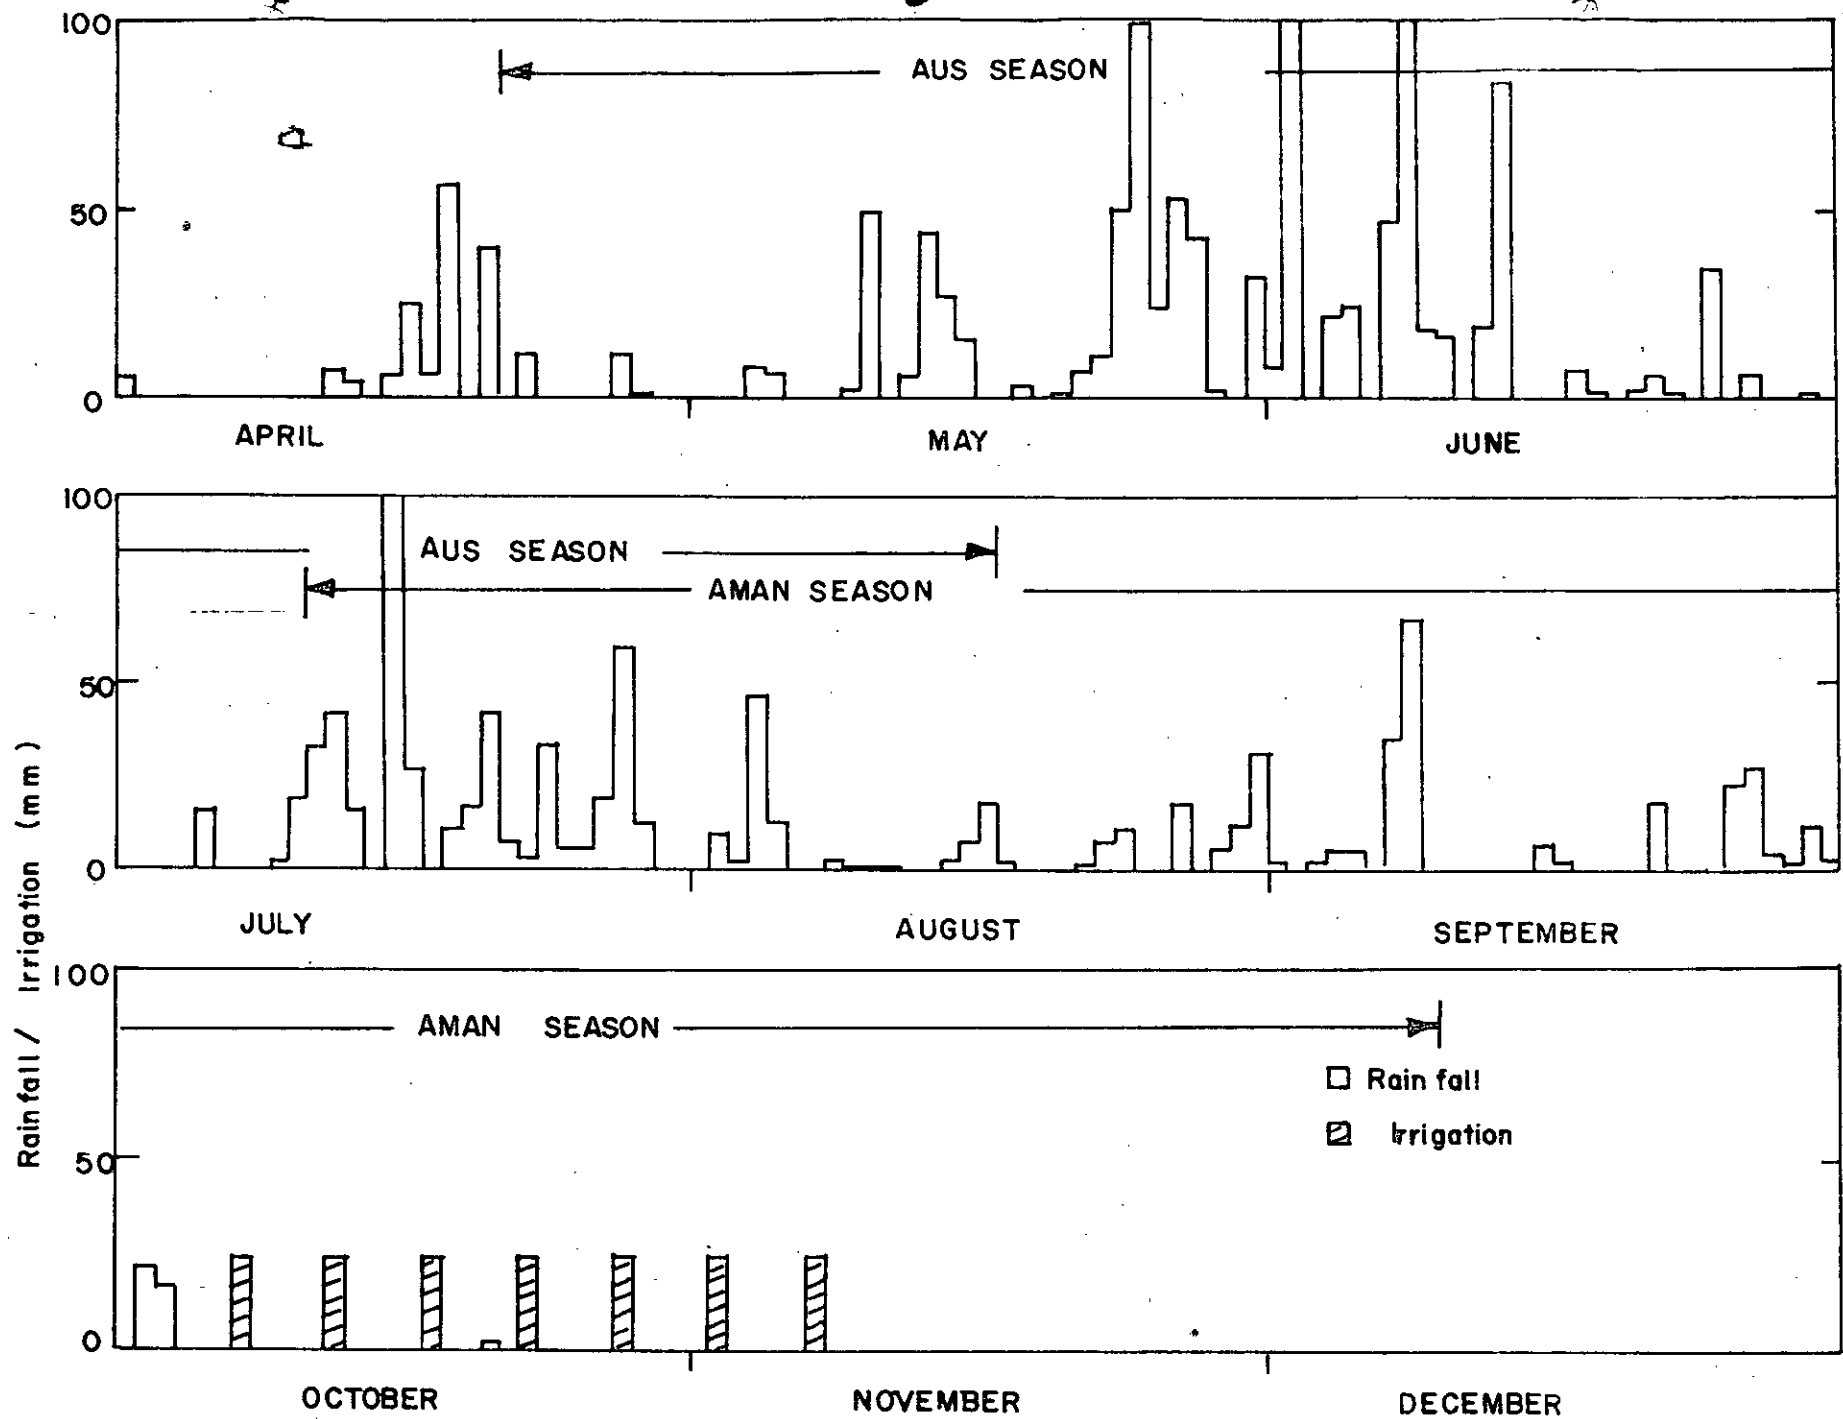 100
AUS SEASON
50
0
APRIL MAY JUNE
100
AUS SEASON
AMAN SEASON
50
0
JULY AUGUST SEPTEMBER
Rainfall/ Irrigation (mm)
100
AMAN SEASON
Rain fall
Irrigation
50
0
OCTOBER NOVEMBER DECEMBER